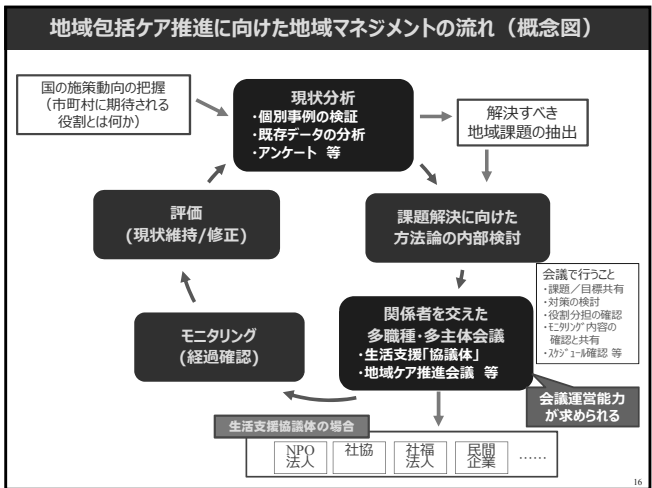 地域包括ケア推進に向けた地域マネジメントの流れ（概念図）
国の施策動向の把握
（市町村に期待される
役割とは何か）
現状分析
・個別事例の検証
・既存データの分析
・アンケート 等
解決すべき
地域課題の抽出
評価
(現状維持/修正)
課題解決に向けた
方法論の内部検討
会議で行うこと
・課題／目標共有
・対策の検討
・役割分担の確認
・ﾓﾆﾀﾘﾝｸﾞ内容の
確認と共有
・ｽｹｼﾞｭｰﾙ確認 等
モニタリング
(経過確認)
関係者を交えた
多職種・多主体会議
・生活支援「協議体」
・地域ケア推進会議 等
会議運営能力
が求められる
生活支援協議体の場合
NPO
法人
社協
社福
法人
民間
企業
……
16